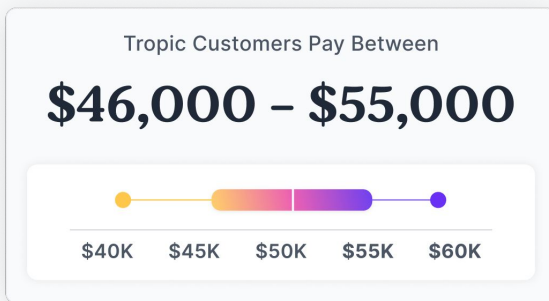 Tropic Customers Pay Between
$46,000 – $55,000
$40K $45K $50K $55K $60K